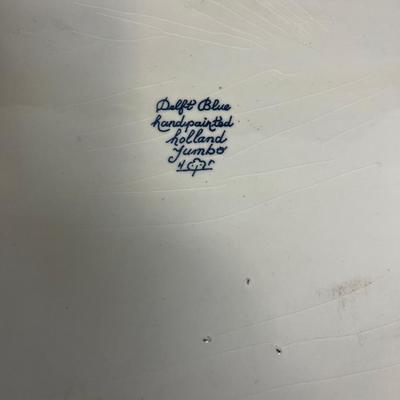 Delft Blue
handpainted
holland
Jumbo